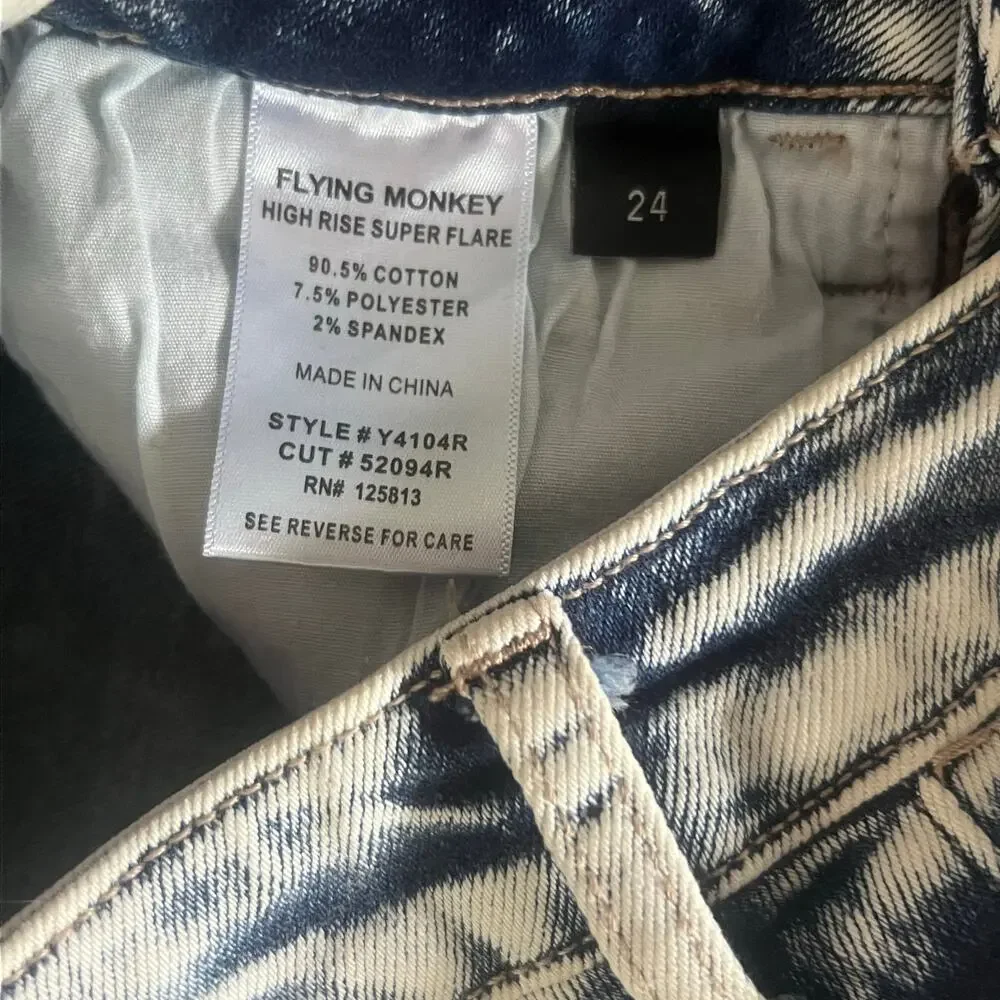 FLYING MONKEY
HIGH RISE SUPER FLARE
90.5% COTTON
7.5% POLYESTER
2% SPANDEX
MADE IN CHINA
STYLE # Y4104R
CUT # 52094R
RN# 125813
SEE REVERSE FOR CARE
24